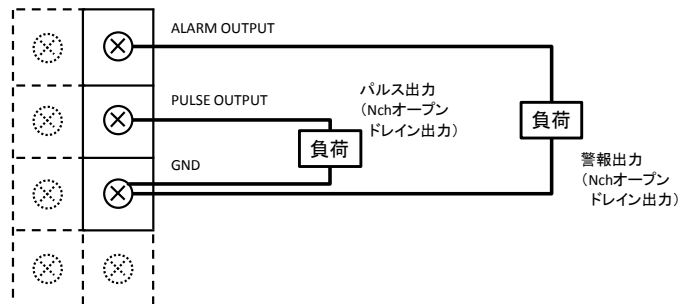 ALARM OUTPUT
PULSE OUTPUT
パルス出力
（Nchオープン
ドレイン出力）
負荷
負荷
GND
警報出力
（Nchオープン
ドレイン出力）